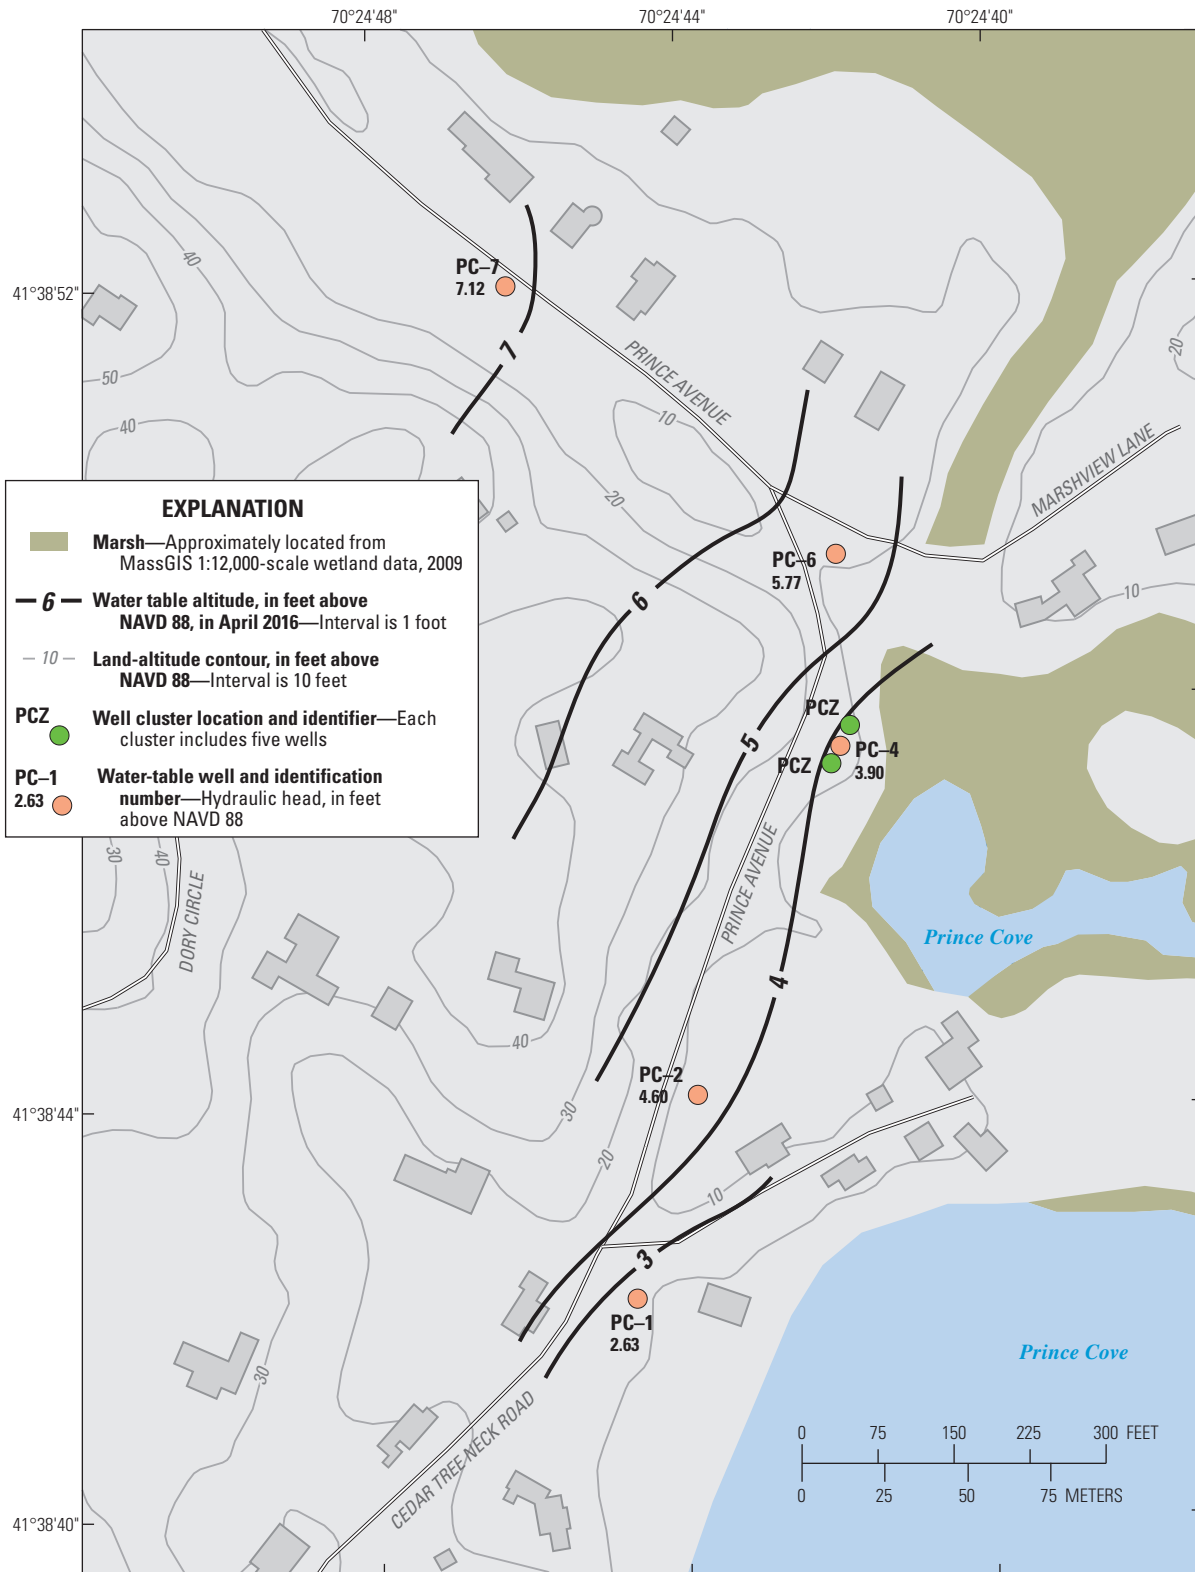 70°24'48"
70°24'44"
70°24'40"
40
PC–7
7.12
41°38'52"
7
PRINCE AVENUE
20
50
10
40
MARSHVIEW LANE
20
EXPLANATION
Marsh—Approximately located from
MassGIS 1:12,000-scale wetland data, 2009
6 Water table altitude, in feet above
NAVD 88, in April 2016—Interval is 1 foot
10 Land-altitude contour, in feet above
NAVD 88—Interval is 10 feet
PCZ Well cluster location and identifier—Each
cluster includes five wells
PC–1 Water-table well and identification
2.63 number—Hydraulic head, in feet
above NAVD 88
PC–6
5.77
6
10
PCZ
5
PC–4
PCZ
3.90
30
40
PRINCE AVENUE
DORY CIRCLE
Prince Cove
4
40
PC–2
4.60
41°38'44"
30
20
10
3
PC–1
2.63
Prince Cove
30
CEDAR TREE NECK ROAD
0 75 150 225 300 FEET
0 25 50 75 METERS
41°38'40"